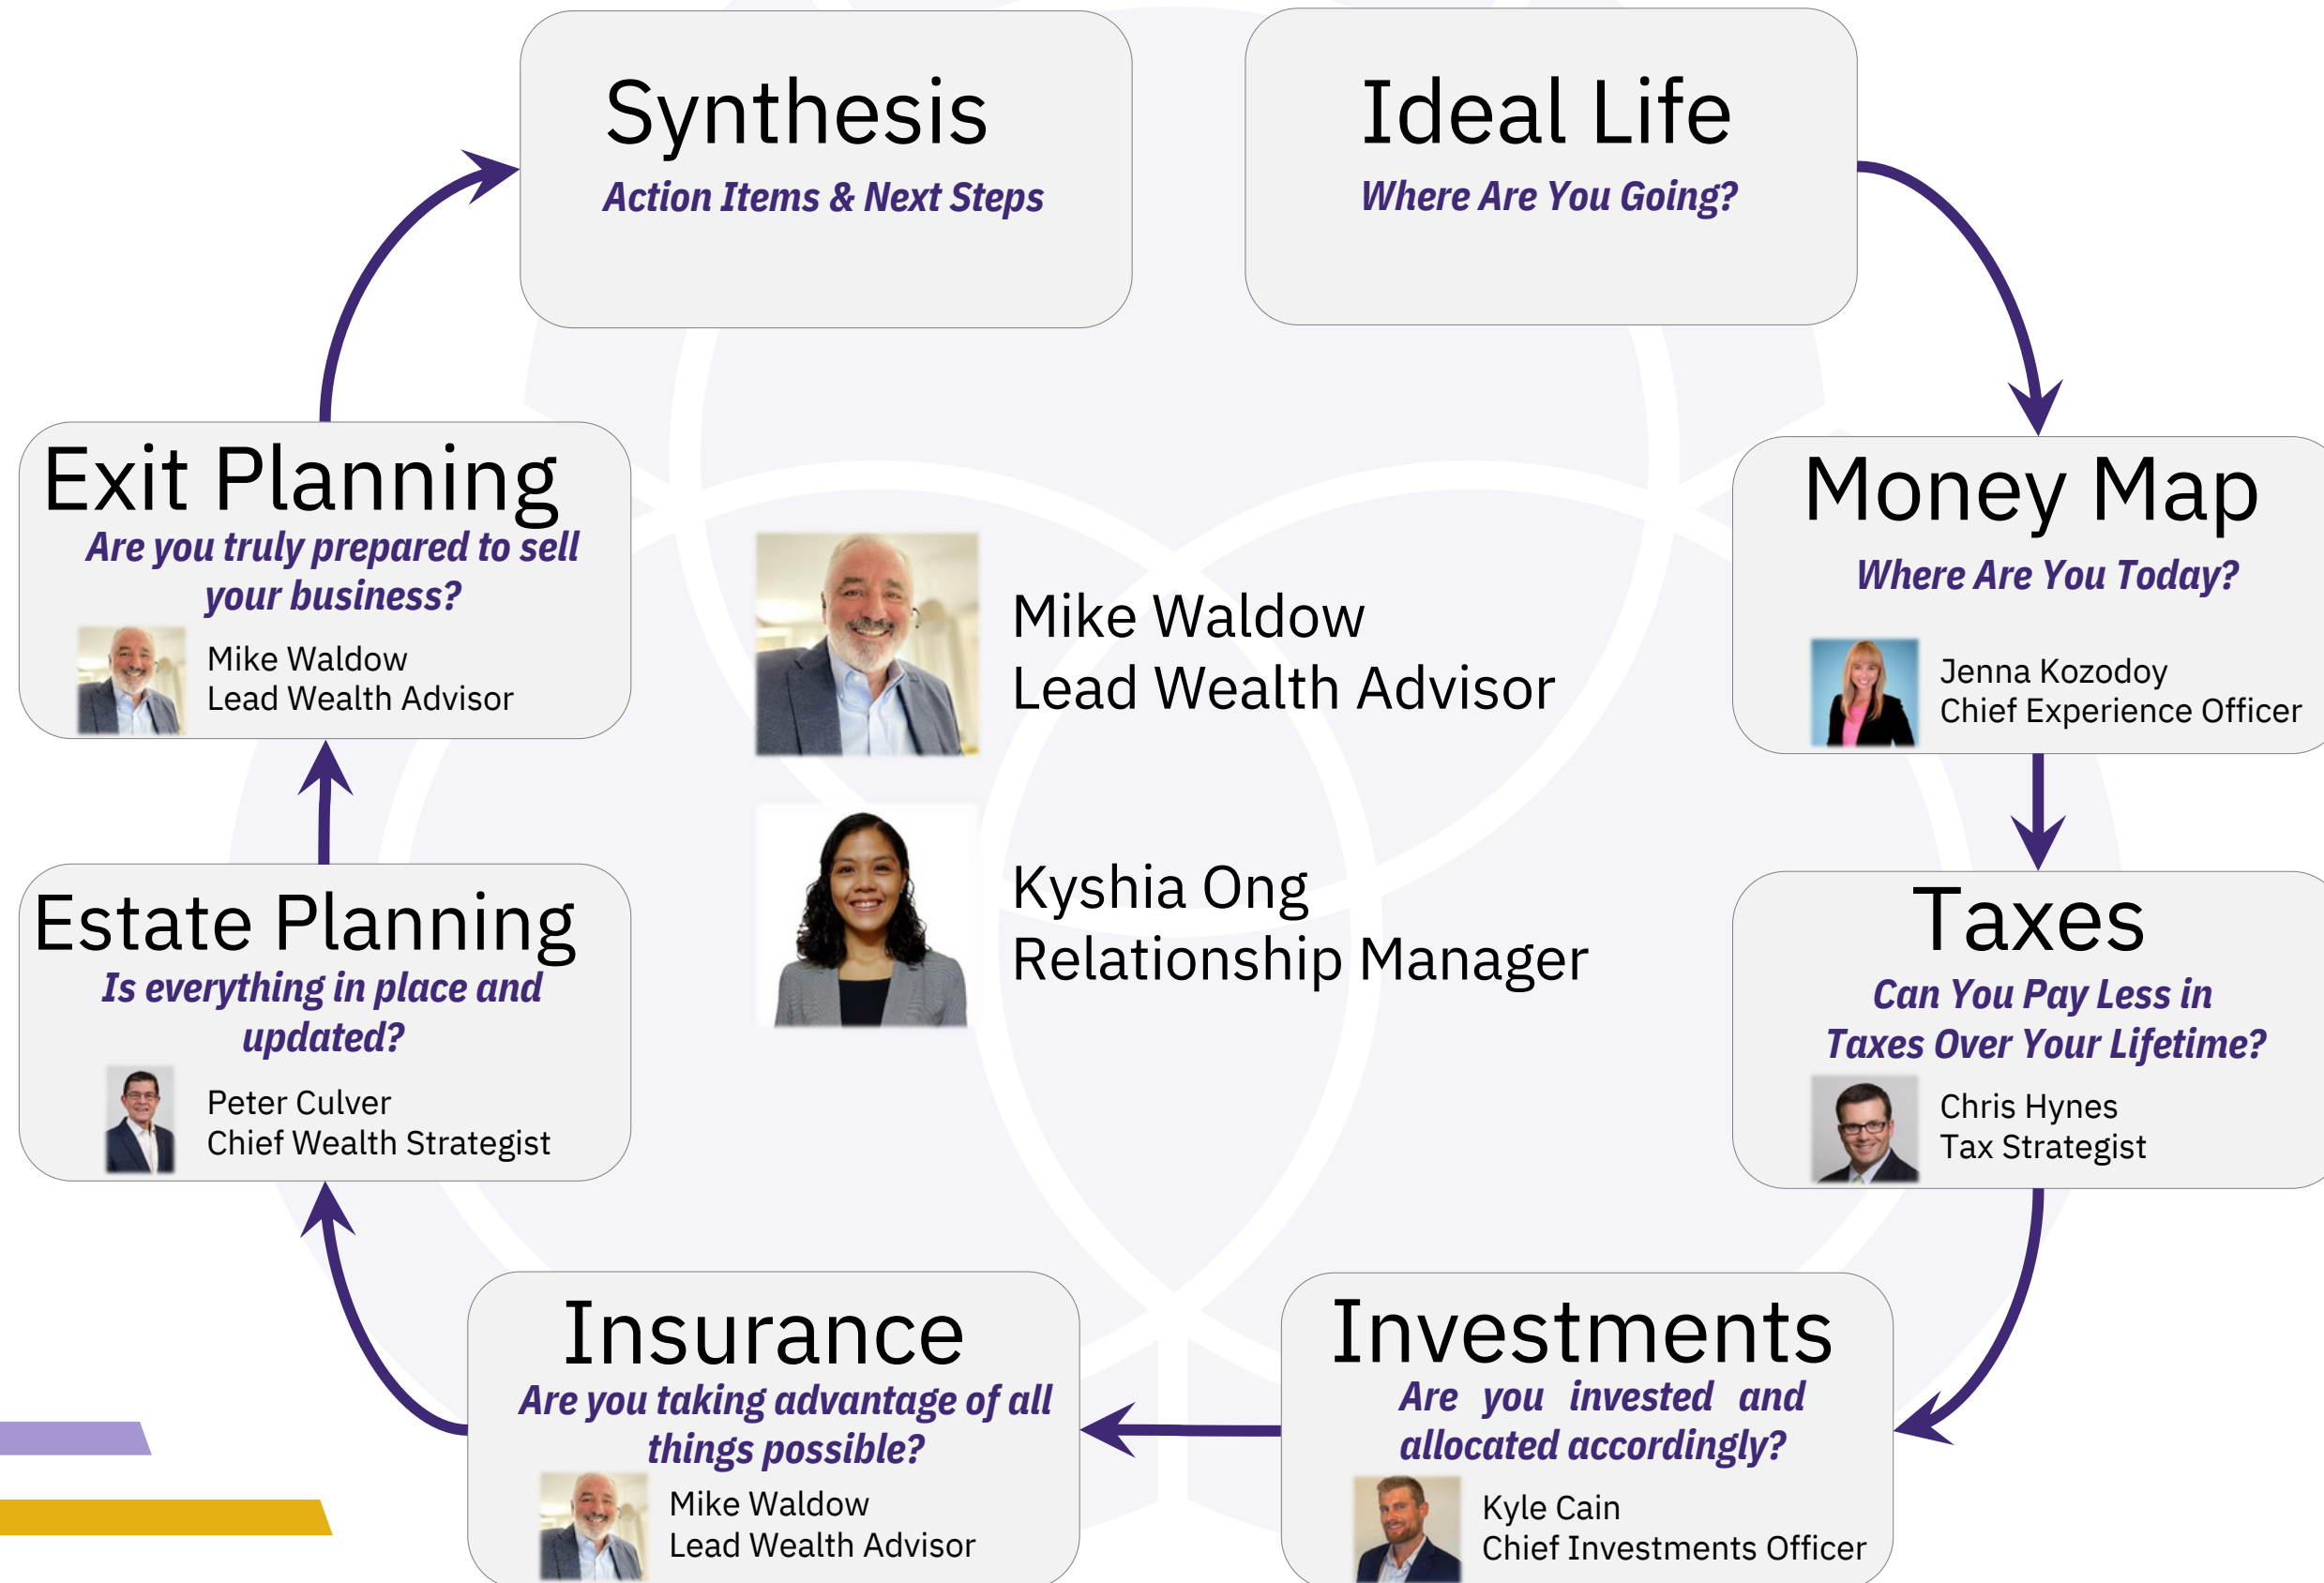 Synthesis
Action Items & Next Steps
Ideal Life
Where Are You Going?
Money Map
Where Are You Today?
Jenna Kozodoy
Chief Experience Officer
Taxes
Can You Pay Less in
Taxes Over Your Lifetime?
Chris Hynes
Tax Strategist
Investments
Are you invested and
allocated accordingly?
Kyle Cain
Chief Investments Officer
Insurance
Are you taking advantage of all
things possible?
Mike Waldow
Lead Wealth Advisor
Estate Planning
Is everything in place and
updated?
Peter Culver
Chief Wealth Strategist
Exit Planning
Are you truly prepared to sell
your business?
Mike Waldow
Lead Wealth Advisor
Mike Waldow
Lead Wealth Advisor
Kyshia Ong
Relationship Manager